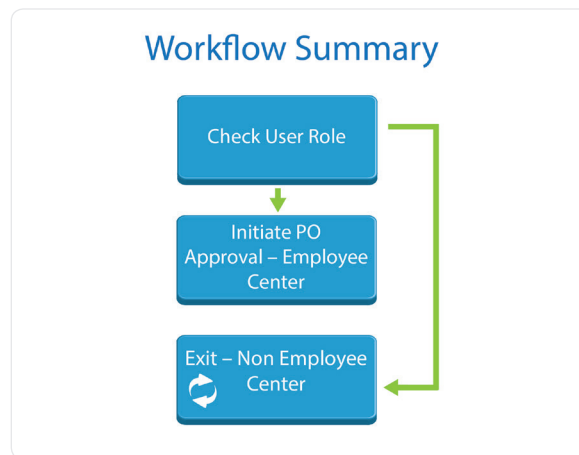 Workflow Summary
Check User Role
Initiate PO
Approval – Employee
Center
Exit – Non Employee
Center